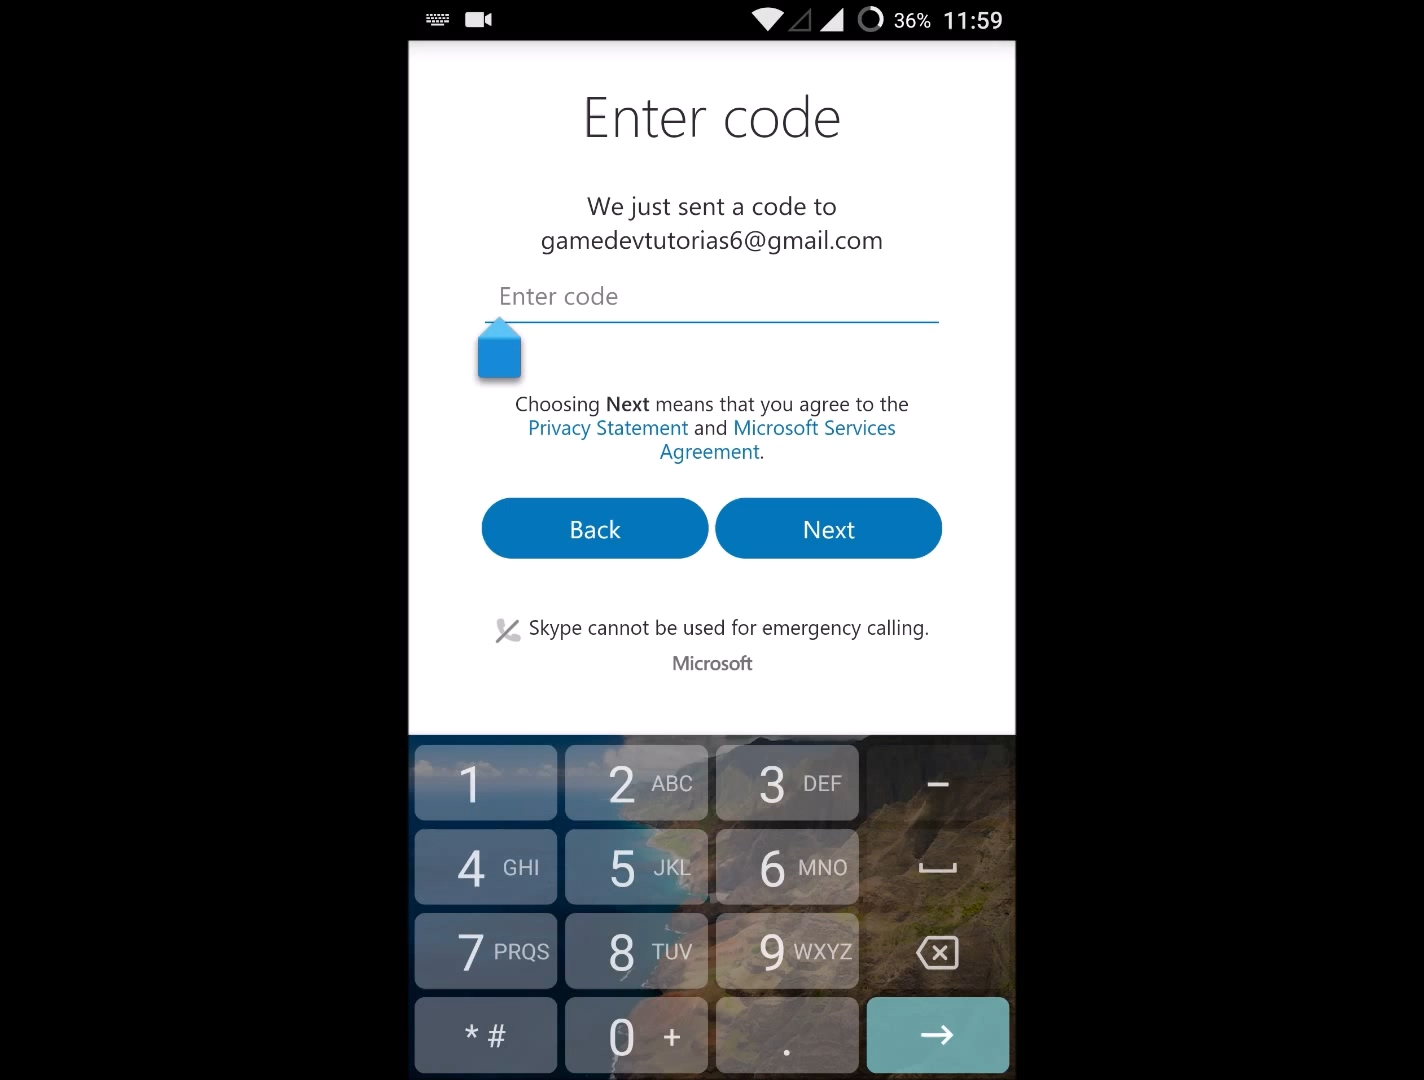 36% 11:59
Enter code
We just sent a code to
gamedevtutorias6@gmail.com
Enter code
Choosing Next means that you agree to the
Privacy Statement and Microsoft Services
Agreement.
Back Next
Skype cannot be used for emergency calling.
Microsoft
1 2 ABC 3 DEF -
4 GHI 5 JKL 6 MNO
7 PRQS 8 TUV 9 WXYZ
* # 0 + .